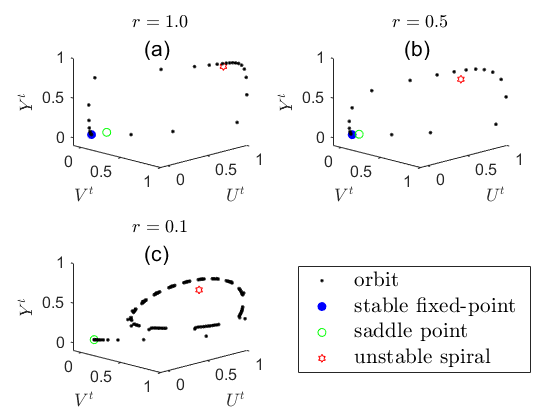 r = 1.0
(a)
1
0.5
0
Y^t
0
0.5
1
V^t
0
0.5
1
U^t
r = 0.5
(b)
1
0.5
0
Y^t
0
0.5
1
V^t
0
0.5
1
U^t
r = 0.1
(c)
1
0.5
0
Y^t
0
0.5
1
V^t
0
0.5
1
U^t
orbit
stable fixed-point
saddle point
unstable spiral